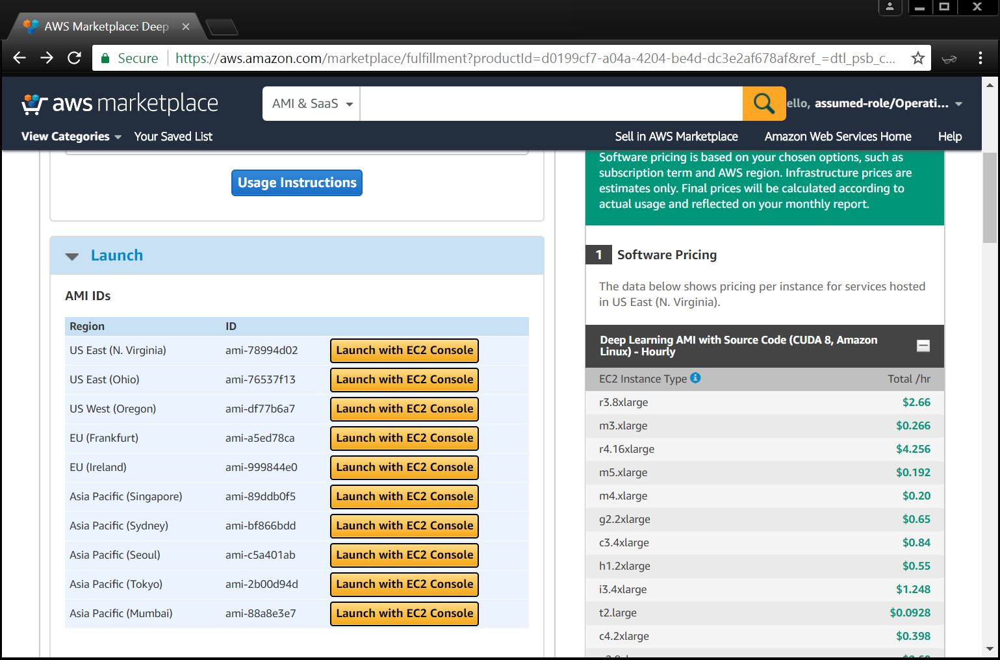 AWS Marketplace: Deep
Secure
https://aws.amazon.com/marketplace/fulfillment?productId=d0199cf7-a04a-4204-be4d-dc3e2af678af&ref_=dtl_psb_c...
aws marketplace
AMI & SaaS
ello, assumed-role/Operati...
View Categories
Your Saved List
Sell in AWS Marketplace
Amazon Web Services Home
Help
Usage Instructions
Launch
AMI IDs
Region ID
US East (N. Virginia) ami-78994d02 Launch with EC2 Console
US East (Ohio) ami-76537f13 Launch with EC2 Console
US West (Oregon) ami-df77b6a7 Launch with EC2 Console
EU (Frankfurt) ami-a5ed78ca Launch with EC2 Console
EU (Ireland) ami-999844e0 Launch with EC2 Console
Asia Pacific (Singapore) ami-89ddb0f5 Launch with EC2 Console
Asia Pacific (Sydney) ami-bf866bdd Launch with EC2 Console
Asia Pacific (Seoul) ami-c5a401ab Launch with EC2 Console
Asia Pacific (Tokyo) ami-2b00d94d Launch with EC2 Console
Asia Pacific (Mumbai) ami-88a8e3e7 Launch with EC2 Console
Software pricing is based on your chosen options, such as
subscription term and AWS region. Infrastructure prices are
estimates only. Final prices will be calculated according to
actual usage and reflected on your monthly report.
1 Software Pricing
The data below shows pricing per instance for services hosted
in US East (N. Virginia).
Deep Learning AMI with Source Code (CUDA 8, Amazon
Linux) - Hourly
EC2 Instance Type Total /hr
r3.8xlarge $2.66
m3.xlarge $0.266
r4.16xlarge $4.256
m5.xlarge $0.192
m4.xlarge $0.20
g2.2xlarge $0.65
c3.4xlarge $0.84
h1.2xlarge $0.55
i3.4xlarge $1.248
t2.large $0.0928
c4.2xlarge $0.398